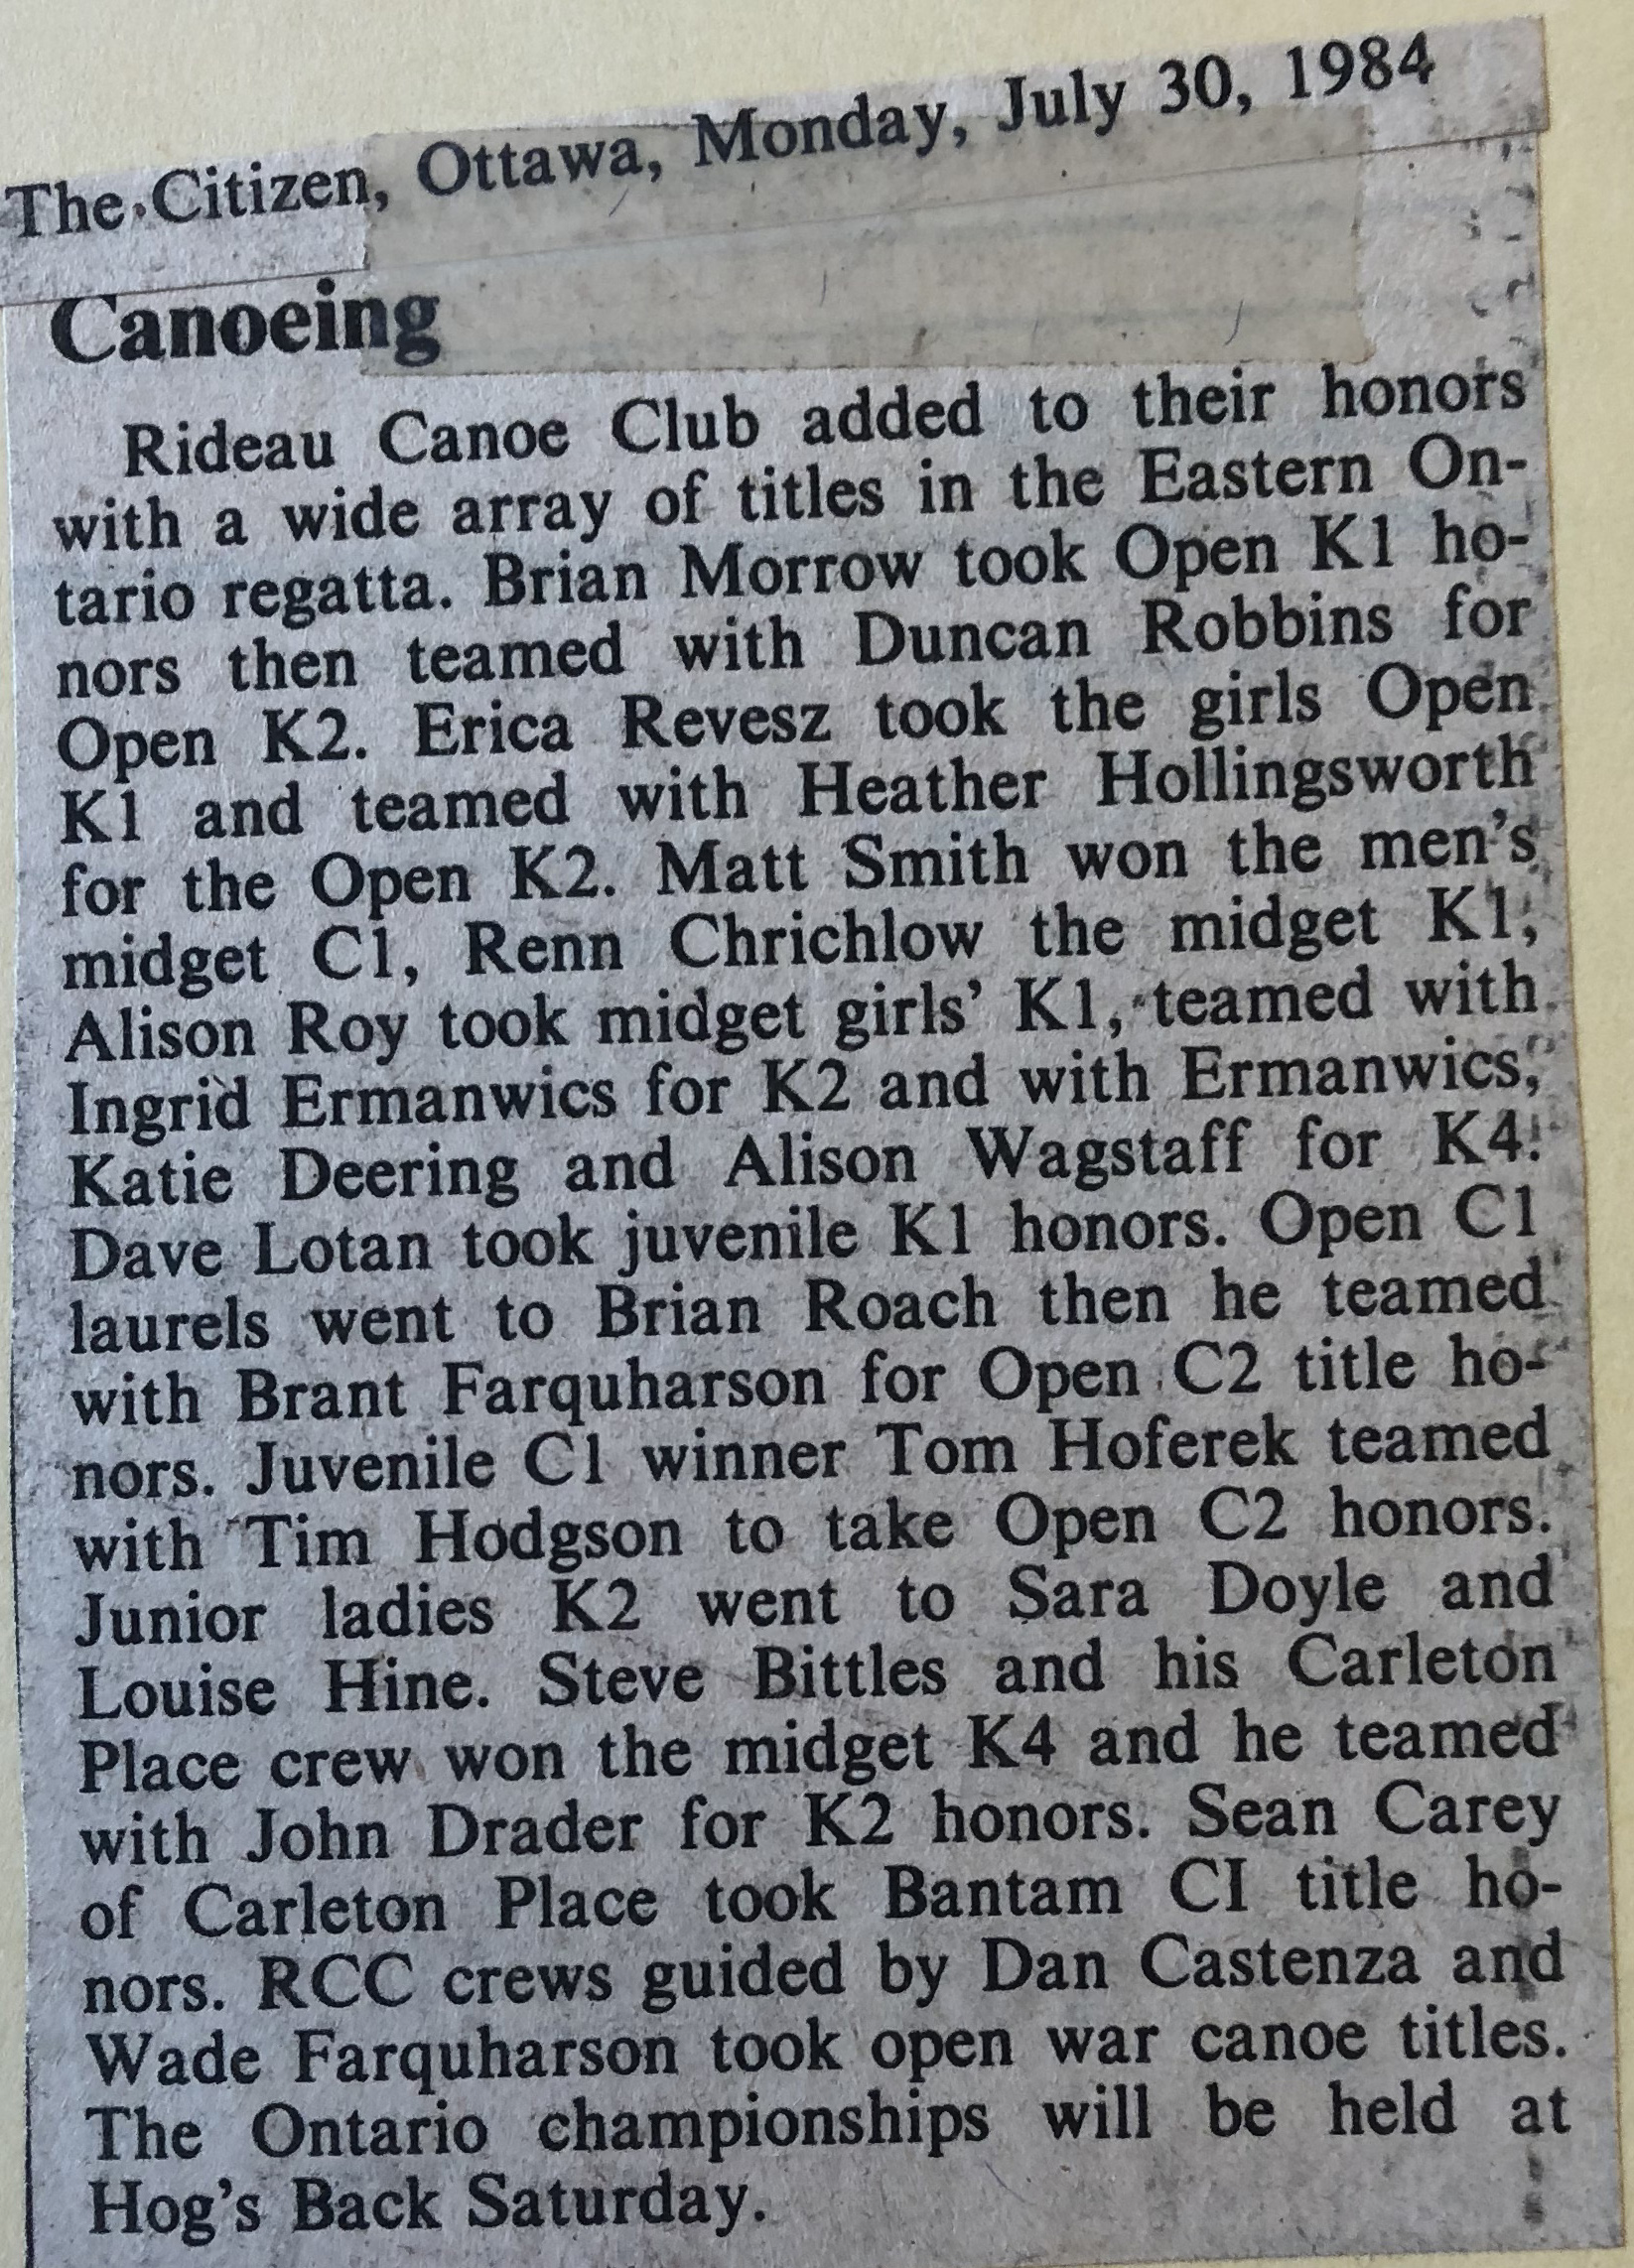 The Citizen, Ottawa, Monday, July 30, 1984
Canoeing
Rideau Canoe Club added to their honors
with a wide array of titles in the Eastern On-
tario regatta. Brian Morrow took Open K1 ho-
nors then teamed with Duncan Robbins for
Open K2. Erica Revesz took the girls Open
K1 and teamed with Heather Hollingsworth
for the Open K2. Matt Smith won the men's
midget C1, Renn Chrichlow the midget K1,
Alison Roy took midget girls' K1, teamed with
Ingrid Ermanwics for K2 and with Ermanwics,
Katie Deering and Alison Wagstaff for K4.
Dave Lotan took juvenile K1 honors. Open C1
laurels went to Brian Roach then he teamed
with Brant Farquharson for Open C2 title ho-
nors. Juvenile C1 winner Tom Hoferek teamed
with Tim Hodgson to take Open C2 honors.
Junior ladies K2 went to Sara Doyle and
Louise Hine. Steve Bittles and his Carleton
Place crew won the midget K4 and he teamed
with John Drader for K2 honors. Sean Carey
of Carleton Place took Bantam CI title ho-
nors. RCC crews guided by Dan Castenza and
Wade Farquharson took open war canoe titles.
The Ontario championships will be held at
Hog's Back Saturday.